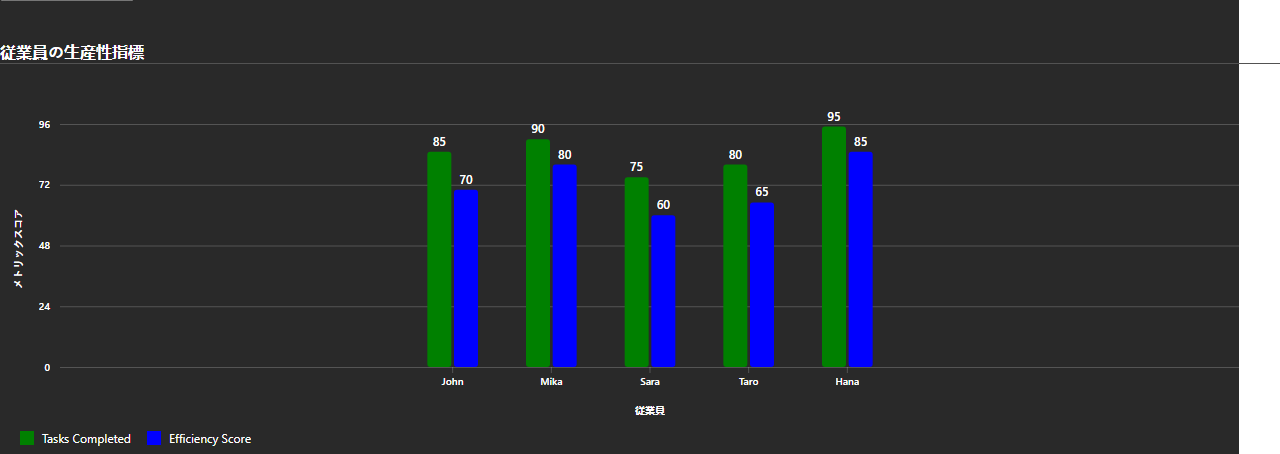 従業員の生産性指標
メトリックスコア
96
72
48
24
0
85
70
90
80
75
60
80
65
95
85
John
Mika
Sara
Taro
Hana
従業員
Tasks Completed
Efficiency Score